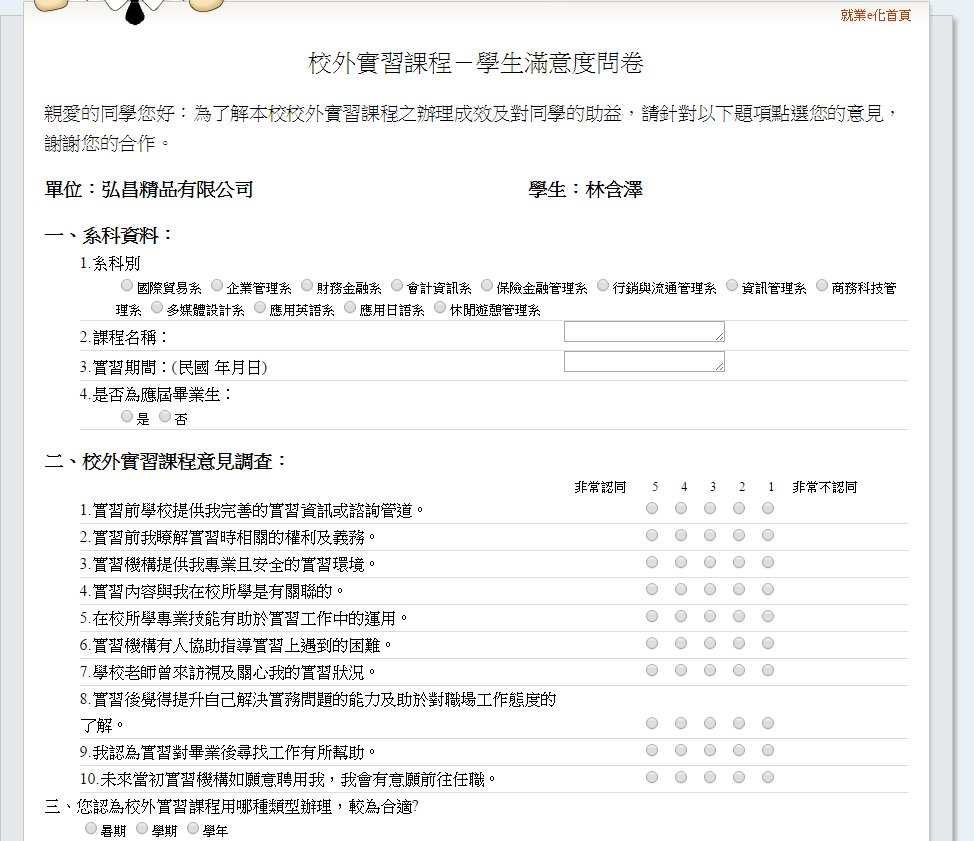 就業e化首頁
校外實習課程－學生滿意度問卷
親愛的同學您好：為了解本校校外實習課程之辦理成效及對同學的助益，請針對以下題項點選您的意見，
謝謝您的合作。
單位：弘昌精品有限公司 學生：林含澤
一、系科資料：
1.系科別
國際貿易系 企業管理系 財務金融系 會計資訊系 保險金融管理系 行銷與流通管理系 資訊管理系 商務科技管
理系 多媒體設計系 應用英語系 應用日語系 休閒遊憩管理系
2.課程名稱：
3.實習期間：(民國 年月日)
4.是否為應屆畢業生：
是 否
二、校外實習課程意見調查：
非常認同 5 4 3 2 1 非常不認同
1.實習前學校提供我完善的實習資訊或諮詢管道。
2.實習前我瞭解實習時相關的權利及義務。
3.實習機構提供我專業且安全的實習環境。
4.實習內容與我在校所學是有關聯的。
5.在校所學專業技能有助於實習工作中的運用。
6.實習機構有人協助指導實習上遇到的困難。
7.學校老師曾來訪視及關心我的實習狀況。
8.實習後覺得提升自己解決實務問題的能力及助於對職場工作態度的
了解。
9.我認為實習對畢業後尋找工作有所幫助。
10.未來當初實習機構如願意聘用我，我會有意願前往任職。
三、您認為校外實習課程用哪種類型辦理，較為合適?
暑期 學期 學年